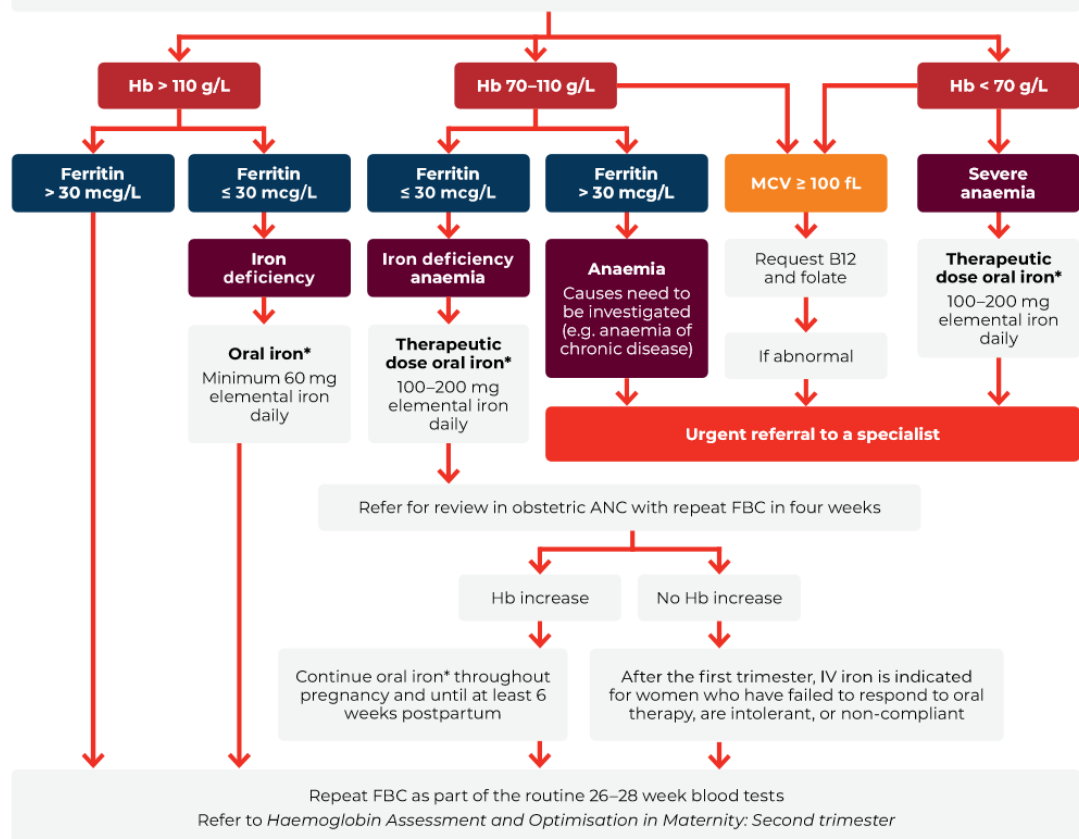 Hb > 110 g/L
Hb 70–110 g/L
Hb < 70 g/L
Ferritin
> 30 mcg/L
Ferritin
≤ 30 mcg/L
Ferritin
≤ 30 mcg/L
Ferritin
> 30 mcg/L
MCV ≥ 100 fL
Severe
anaemia
Iron
deficiency
Iron deficiency
anaemia
Anaemia
Causes need to
be investigated
(e.g. anaemia of
chronic disease)
Request B12
and folate
Therapeutic
dose oral iron*
100–200 mg
elemental iron
daily
Oral iron*
Minimum 60 mg
elemental iron
daily
Therapeutic
dose oral iron*
100–200 mg
elemental iron
daily
If abnormal
Urgent referral to a specialist
Refer for review in obstetric ANC with repeat FBC in four weeks
Hb increase
No Hb increase
Continue oral iron* throughout
pregnancy and until at least 6
weeks postpartum
After the first trimester, IV iron is indicated
for women who have failed to respond to oral
therapy, are intolerant, or non-compliant
Repeat FBC as part of the routine 26–28 week blood tests
Refer to Haemoglobin Assessment and Optimisation in Maternity: Second trimester